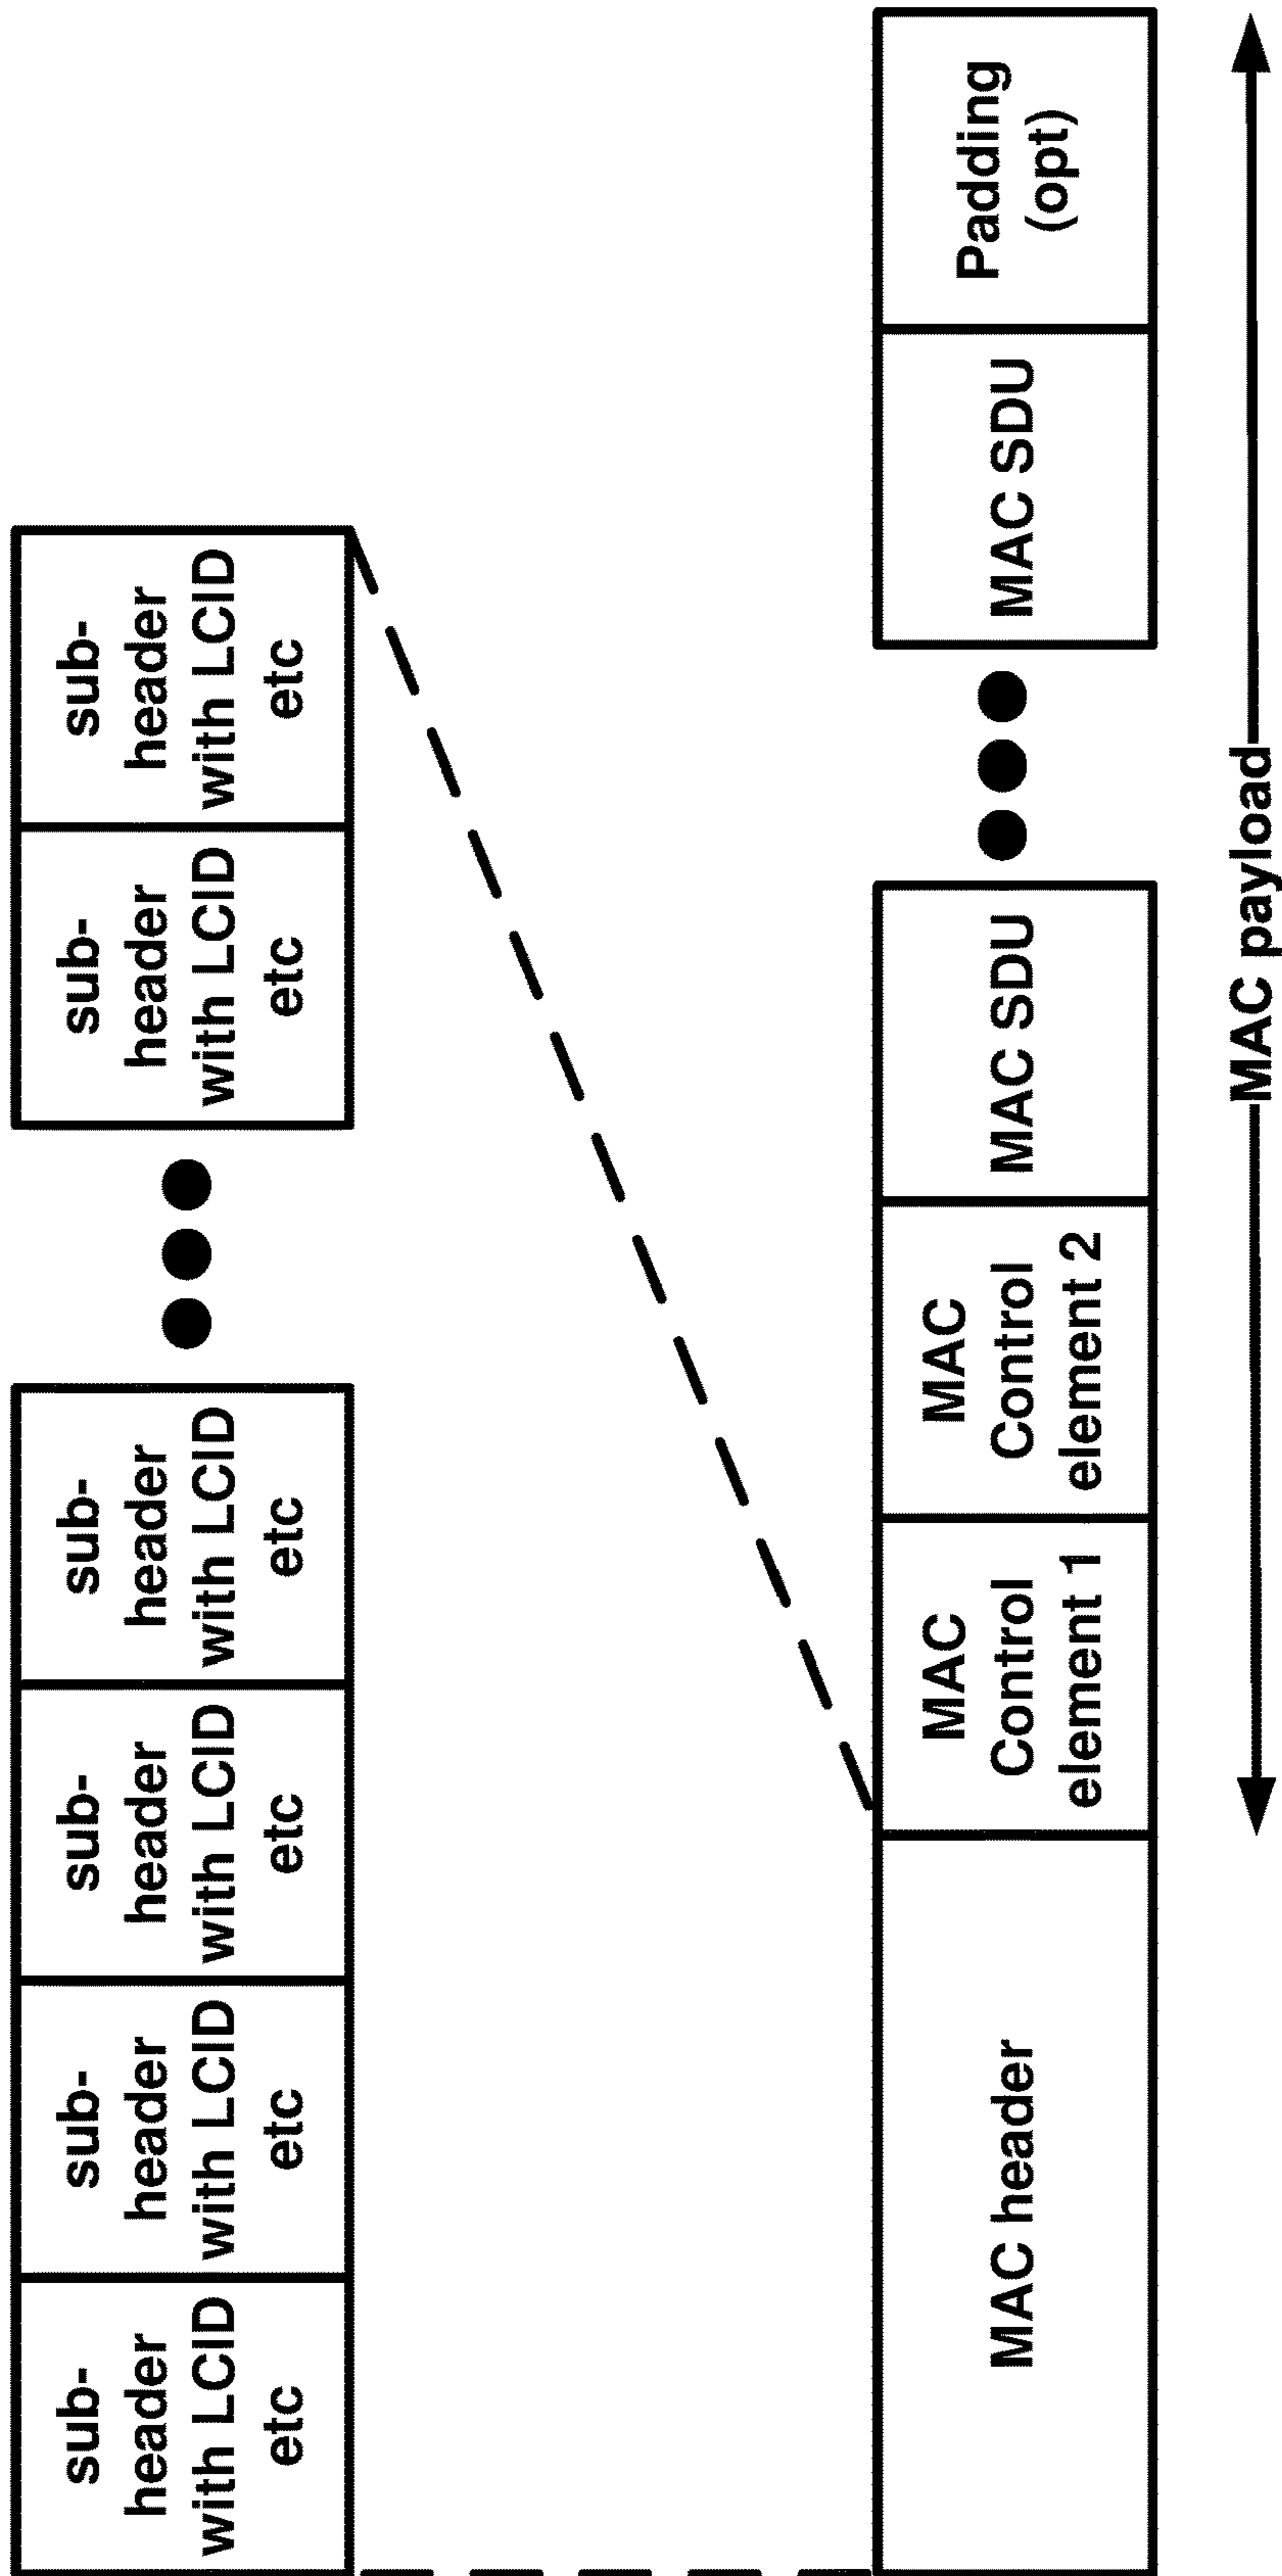 sub-
header
with LCID
etc
sub-
header
with LCID
etc
sub-
header
with LCID
etc
sub-
header
with LCID
etc
sub-
header
with LCID
etc
sub-
header
with LCID
etc
MAC header
MAC
Control
element 1
MAC
Control
element 2
MAC SDU
MAC SDU
Padding
(opt)
MAC payload